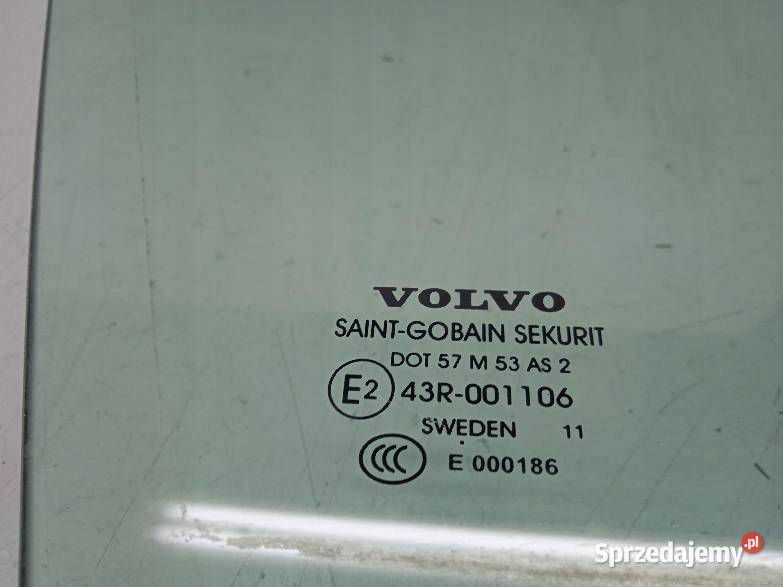 VOLVO
SAINT-GOBAIN SEKURIT
DOT 57 M 53 AS 2
E2 43R-001106
SWEDEN 11
CCC E 000186
Sprzedajemy.pl